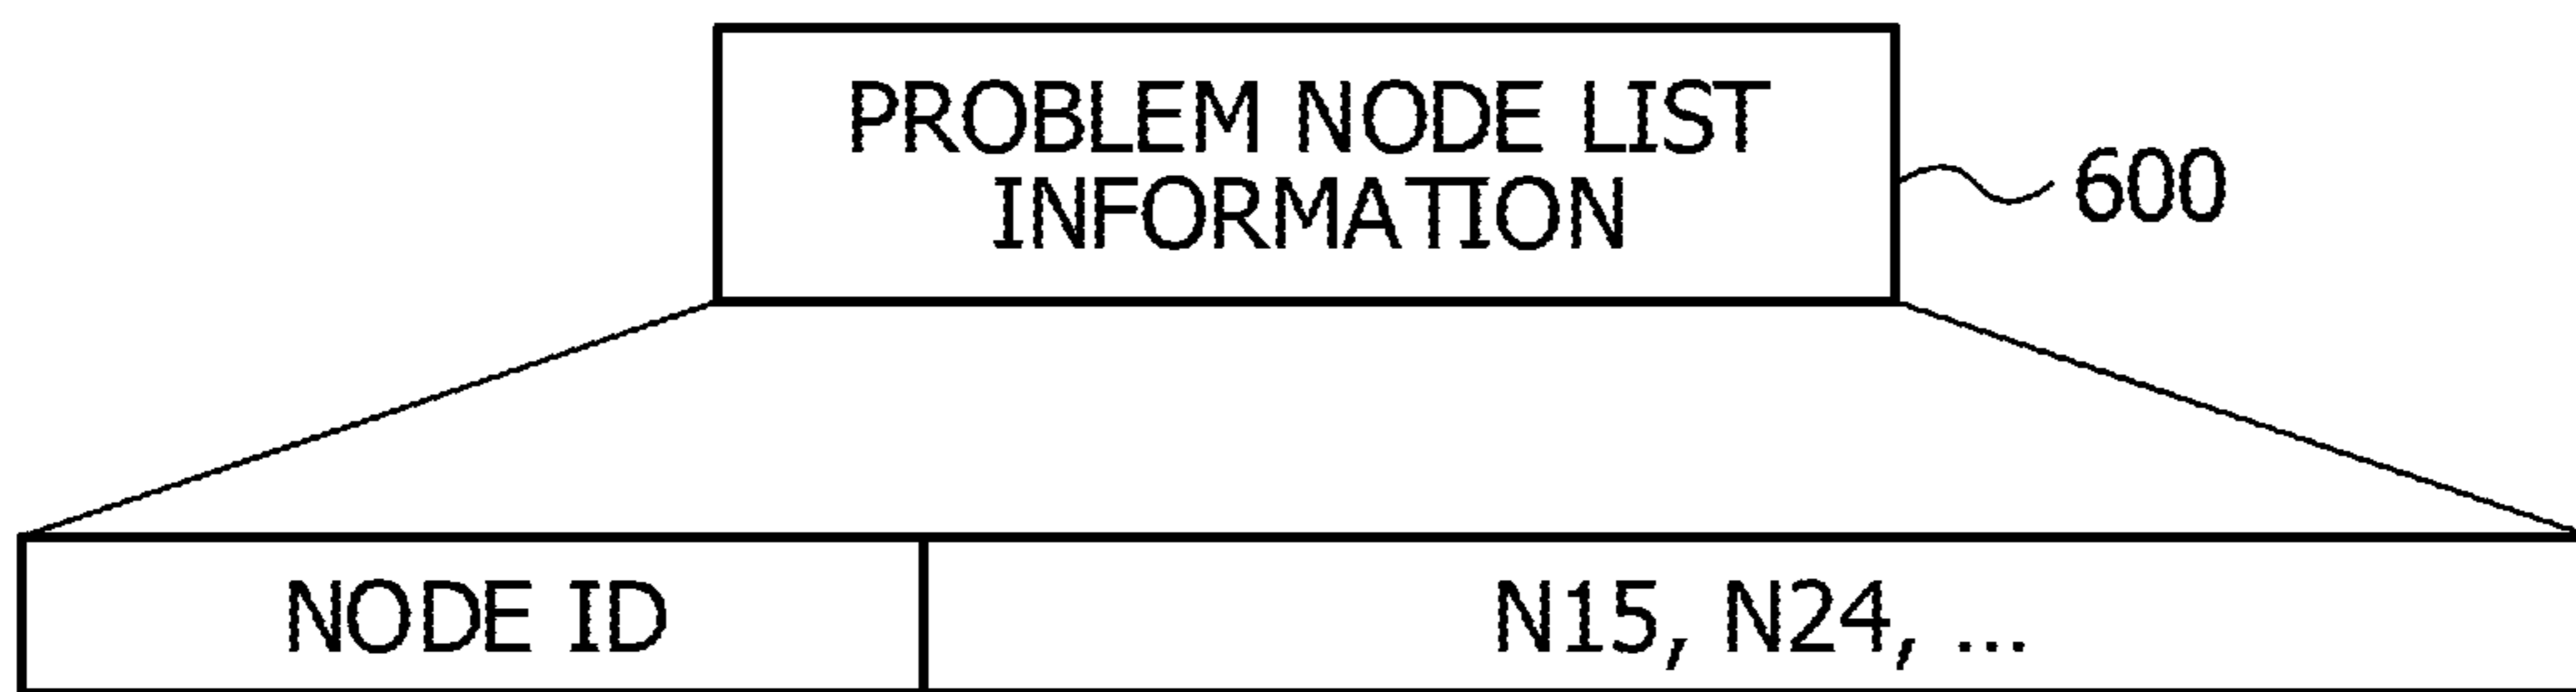 PROBLEM NODE LIST
INFORMATION
600
NODE ID
N15, N24, ...